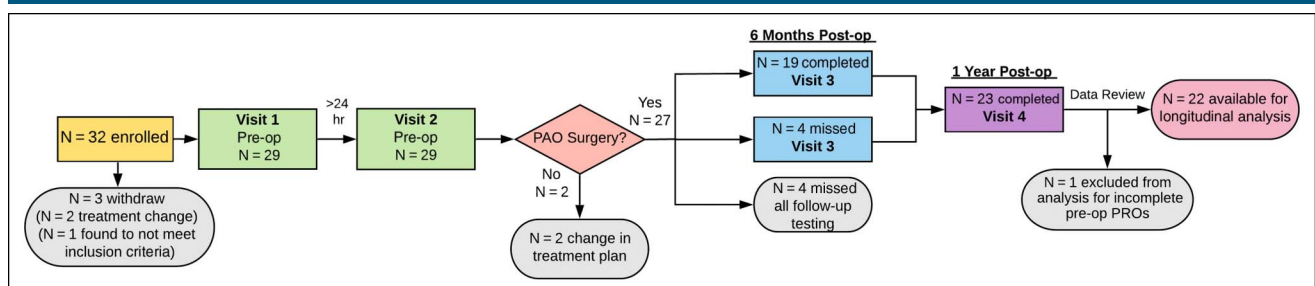 N = 32 enrolled
N = 3 withdraw
(N = 2 treatment change)
(N = 1 found to not meet
inclusion criteria)
Visit 1
Pre-op
N = 29
>24
hr
Visit 2
Pre-op
N = 29
PAO Surgery?
Yes
N = 27
No
N = 2
N = 2 change in
treatment plan
6 Months Post-op
N = 19 completed
Visit 3
N = 4 missed
Visit 3
N = 4 missed
all follow-up
testing
1 Year Post-op
N = 23 completed
Visit 4
Data Review
N = 1 excluded from
analysis for incomplete
pre-op PROs
N = 22 available for
longitudinal analysis